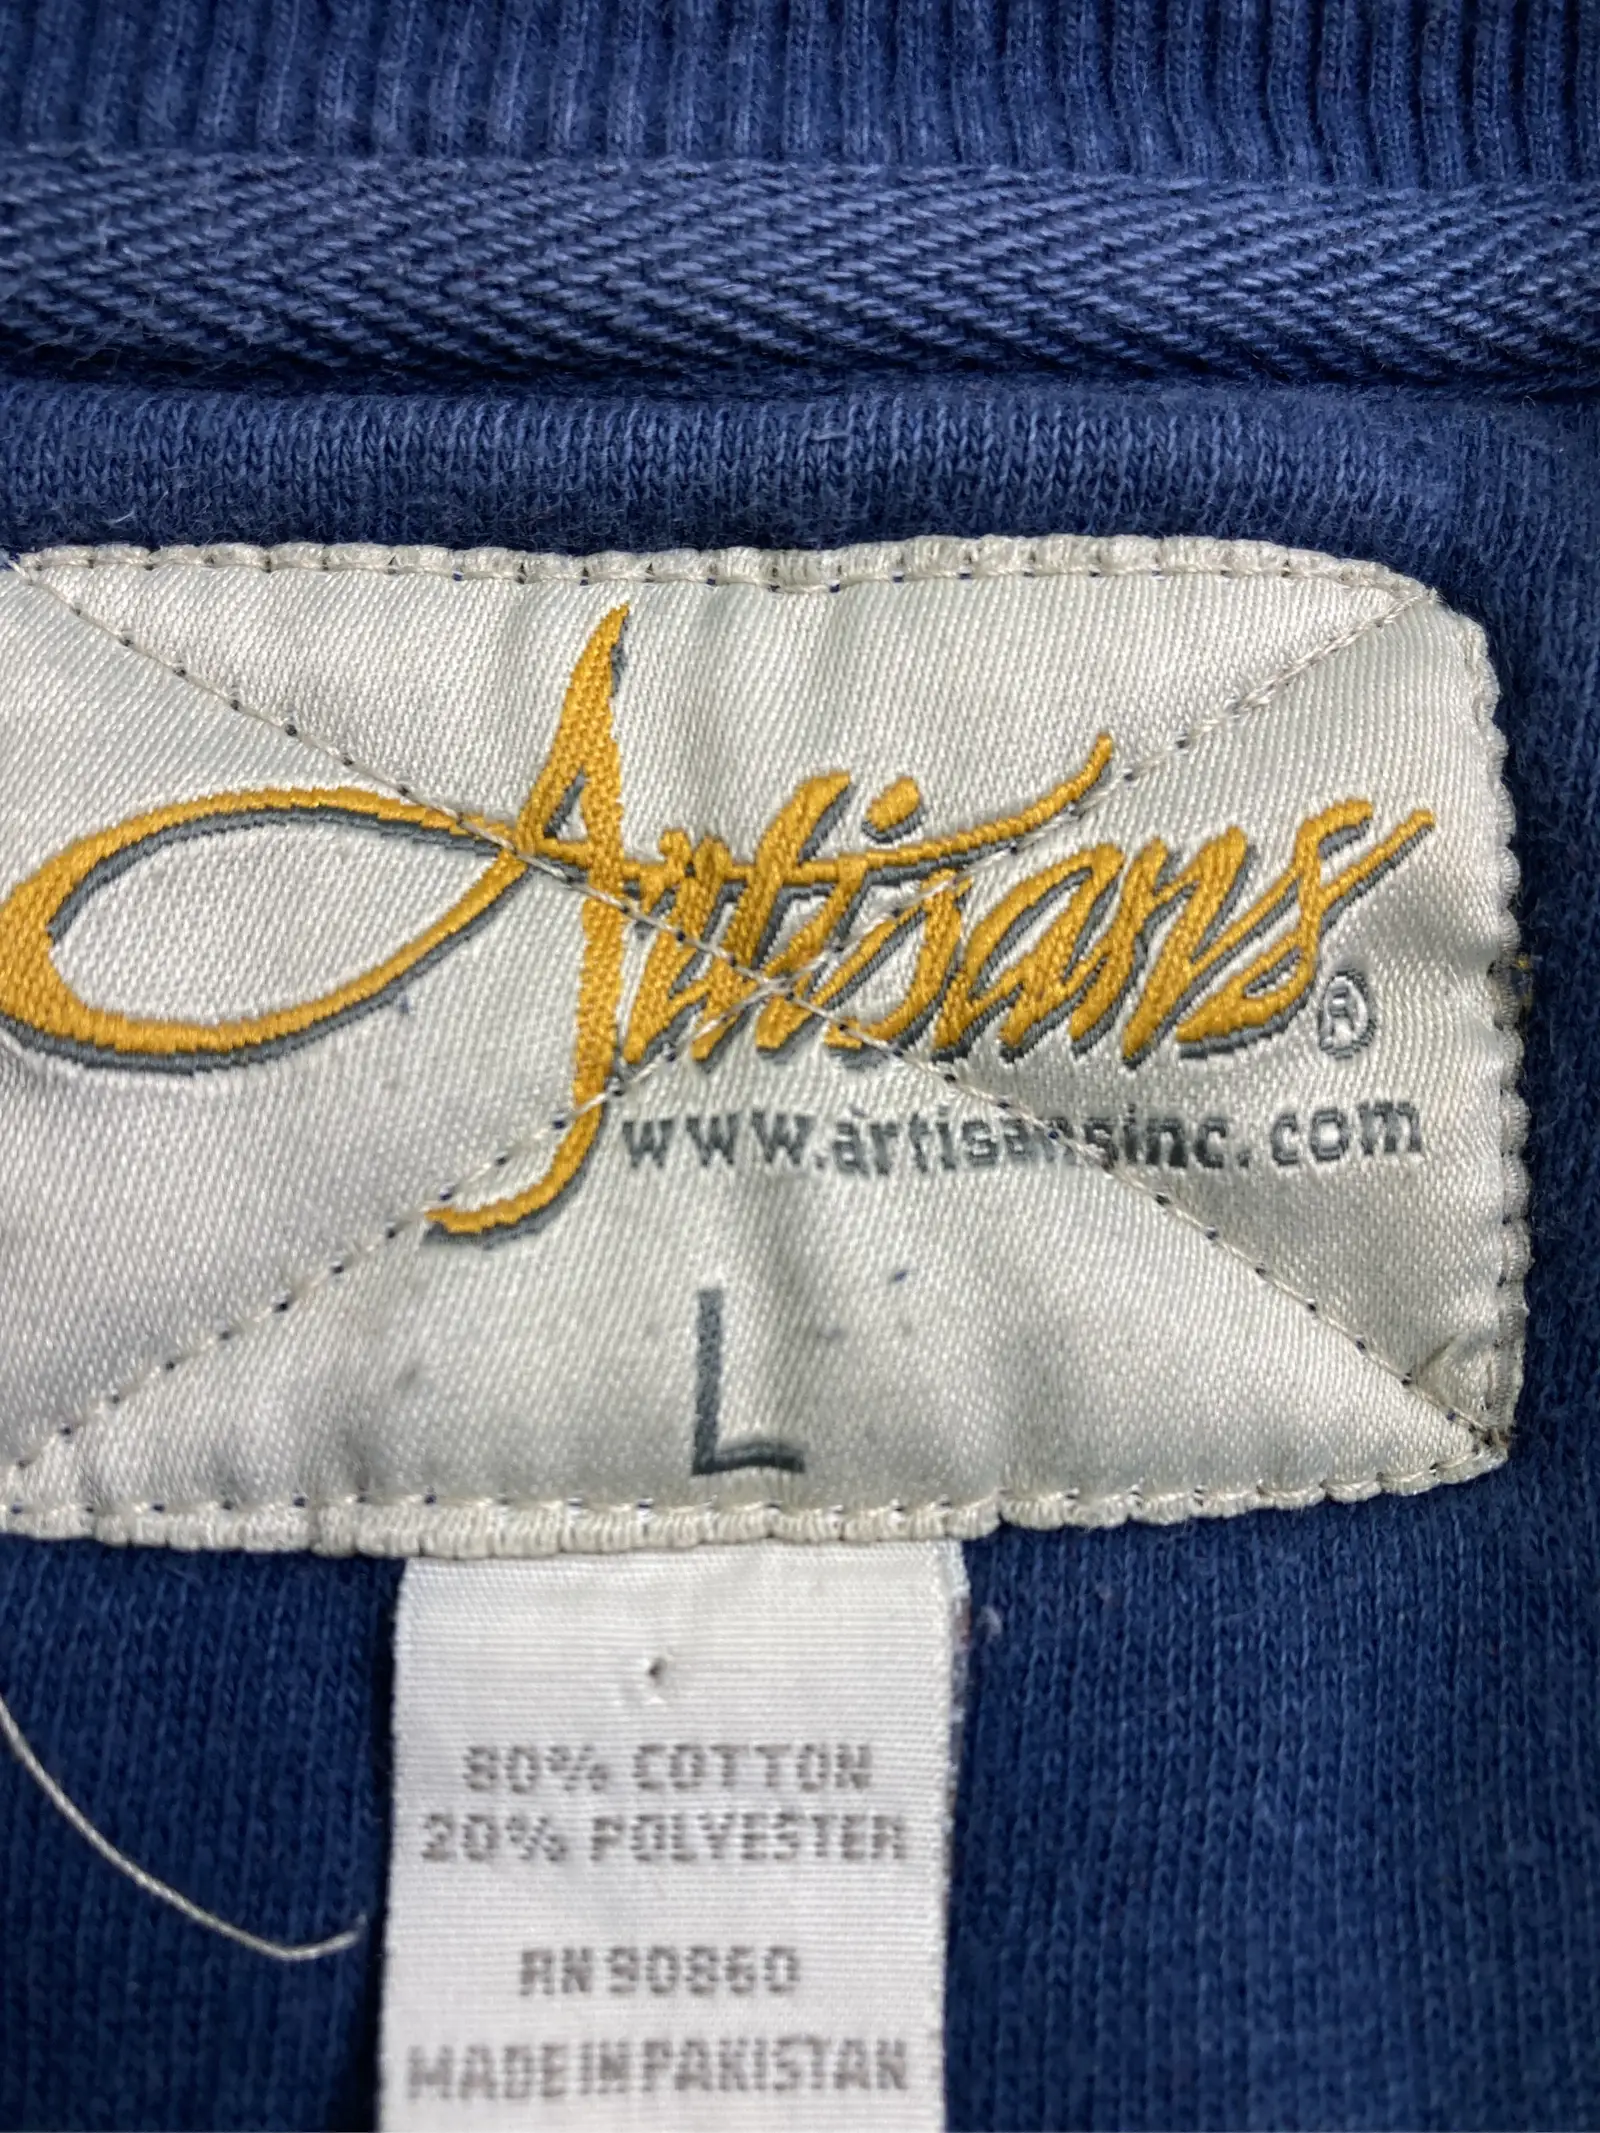 Artisans®
www.artisansinc.com
L
80% COTTON
20% POLYESTER
RN 90860
MADE IN PAKISTAN